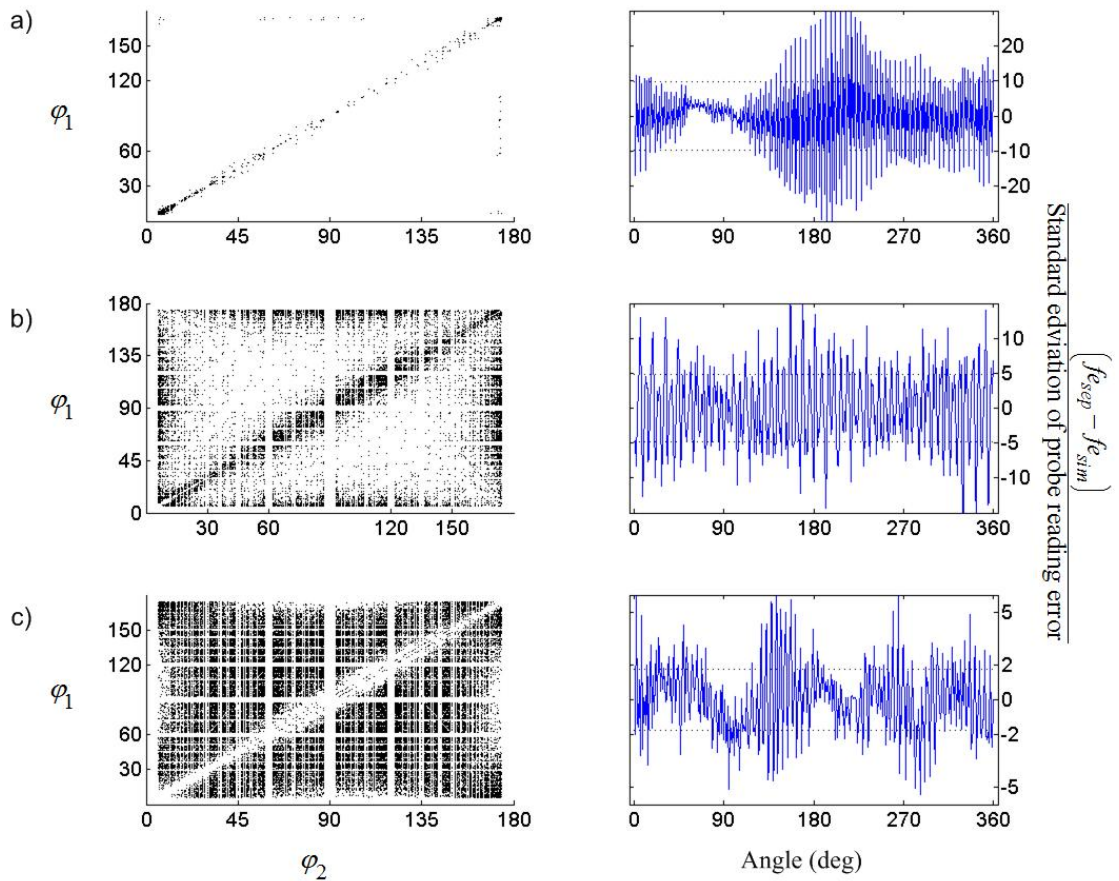 a)
150
120
φ1
60
30
0 45 90 135 180
20
10
0
-10
-20
0 90 180 270 360
b)
180
135
φ1
90
45
0
30 60 120 150
10
5
0
-5
-10
0 90 180 270 360
c)
150
120
φ1
60
30
0 45 90 135 180
φ2
5
2
0
-2
-5
0 90 180 270 360
Angle (deg)
(fe_sep − fe_sim)
Standard edviation of probe reading error